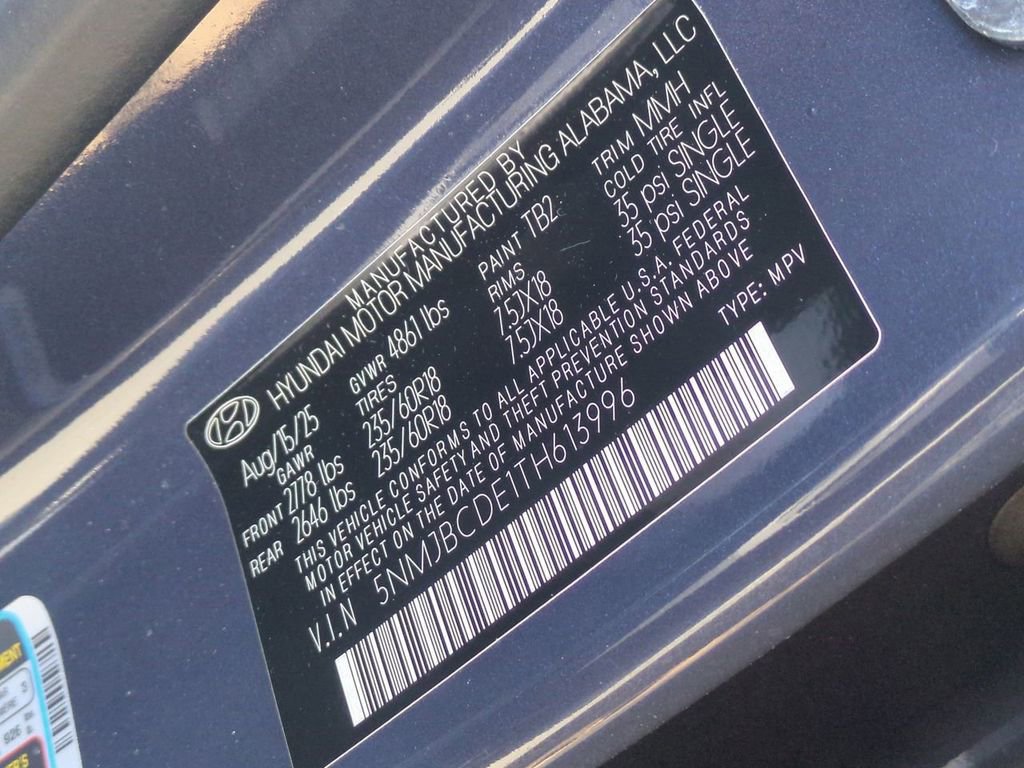 MANUFACTURED BY
HYUNDAI MOTOR MANUFACTURING ALABAMA, LLC
Aug/15/25 GVWR 4861 lbs PAINT TB2 TRIM MMH
GAWR TIRES RIMS COLD TIRE INFL
FRONT 2778 lbs 235/60R18 7.5JX18 35 psi SINGLE
REAR 2646 lbs 235/60R18 7.5JX18 35 psi SINGLE
THIS VEHICLE CONFORMS TO ALL APPLICABLE U.S.A. FEDERAL
MOTOR VEHICLE SAFETY AND THEFT PREVENTION STANDARDS
IN EFFECT ON THE DATE OF MANUFACTURE SHOWN ABOVE
V.I.N 5NMJBCDE1TH613996 TYPE: MPV
MENT
3
926